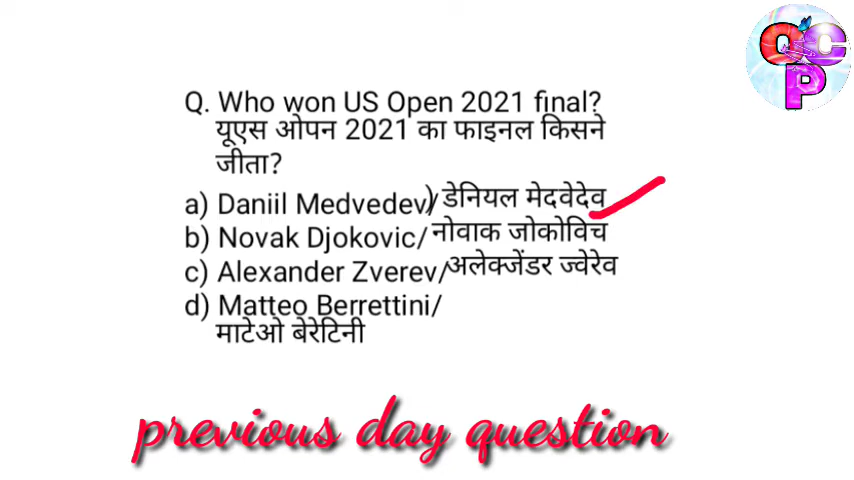 QCP
Q. Who won US Open 2021 final?
यूएस ओपन 2021 का फाइनल किसने
जीता?
a) Daniil Medvedev/) डेनियल मेदवेदेव
b) Novak Djokovic/ नोवाक जोकोविच
c) Alexander Zverev/अलेक्जेंडर ज्वेरेव
d) Matteo Berrettini/
माटेओ बेरेटिनी
previous day question